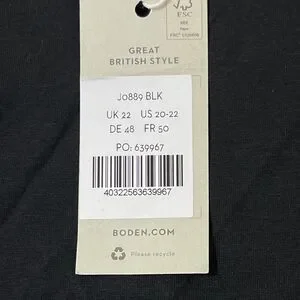 FSC
GREAT
BRITISH STYLE
J0889 BLK
UK 22 US 20-22
DE 48 FR 50
PO: 639967
40322563639967
BODEN.COM
Please recycle